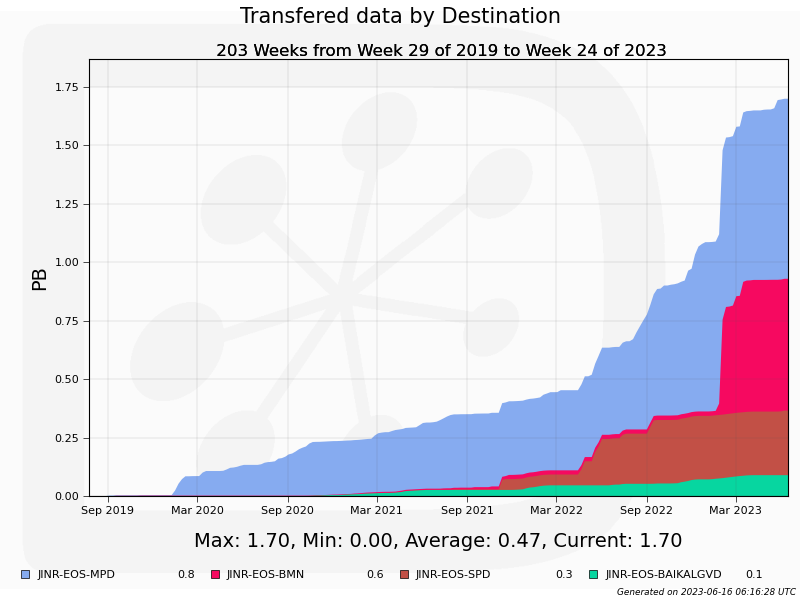 Transfered data by Destination
203 Weeks from Week 29 of 2019 to Week 24 of 2023
PB
1.75
1.50
1.25
1.00
0.75
0.50
0.25
0.00
Sep 2019 Mar 2020 Sep 2020 Mar 2021 Sep 2021 Mar 2022 Sep 2022 Mar 2023
Max: 1.70, Min: 0.00, Average: 0.47, Current: 1.70
JINR-EOS-MPD 0.8 JINR-EOS-BMN 0.6 JINR-EOS-SPD 0.3 JINR-EOS-BAIKALGVD 0.1
Generated on 2023-06-16 06:16:28 UTC